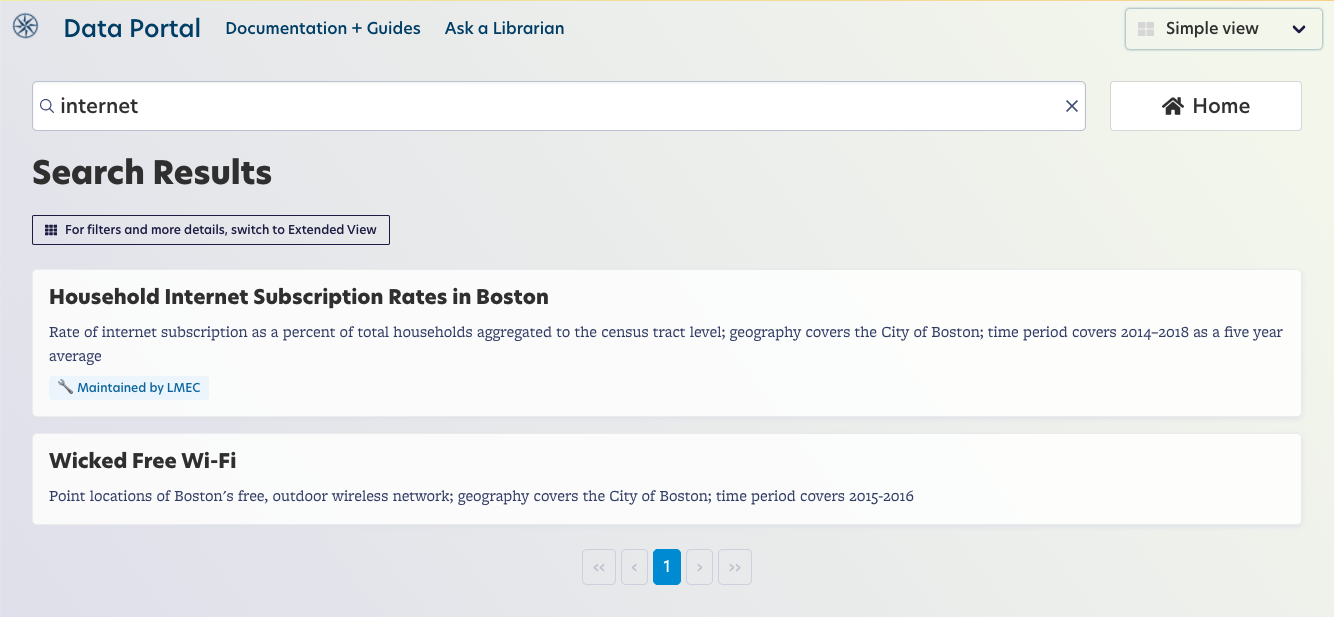 Data Portal Documentation + Guides Ask a Librarian Simple view
internet Home
Search Results
For filters and more details, switch to Extended View
Household Internet Subscription Rates in Boston
Rate of internet subscription as a percent of total households aggregated to the census tract level; geography covers the City of Boston; time period covers 2014–2018 as a five year
average
Maintained by LMEC
Wicked Free Wi-Fi
Point locations of Boston's free, outdoor wireless network; geography covers the City of Boston; time period covers 2015-2016
<< < 1 > >>